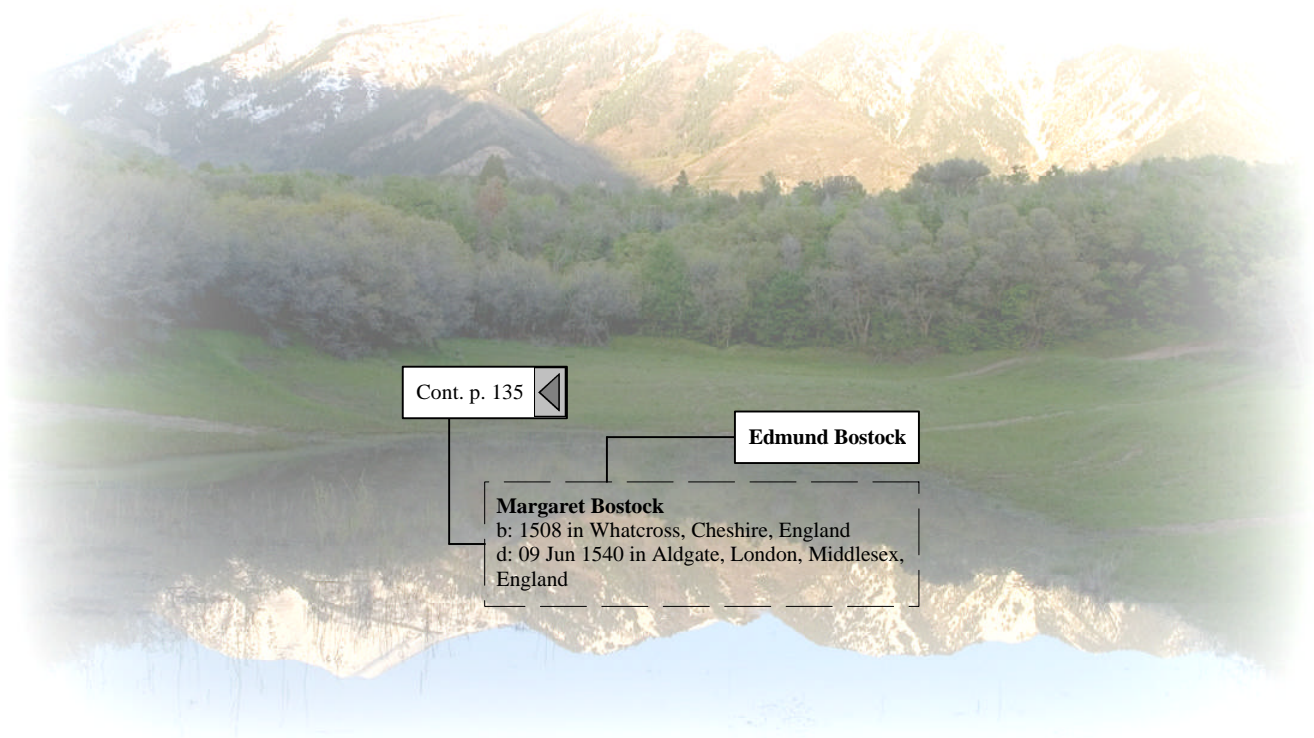 Cont. p. 135
Edmund Bostock
Margaret Bostock
b: 1508 in Whatcross, Cheshire, England
d: 09 Jun 1540 in Aldgate, London, Middlesex,
England